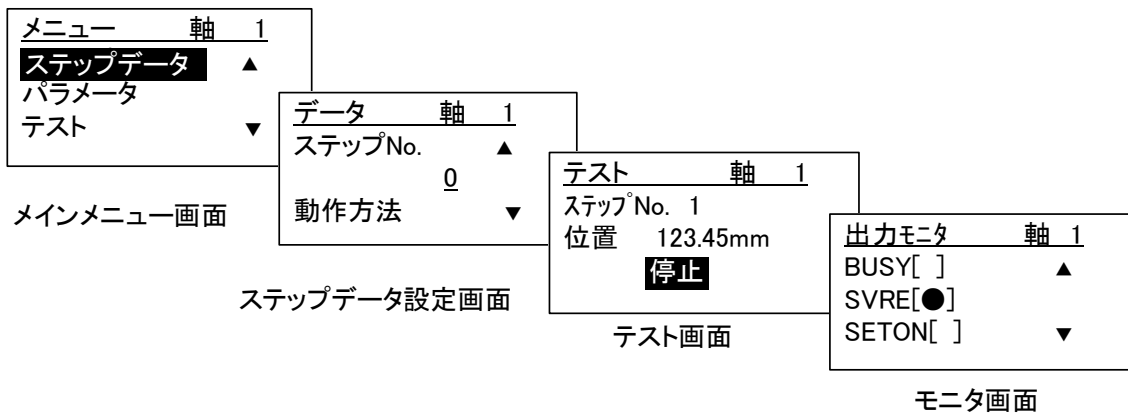 メニュー 軸 1
ステップデータ ▲
パラメータ
テスト ▼
メインメニュー画面
データ 軸 1
ステップNo. ▲
0
動作方法 ▼
ステップデータ設定画面
テスト 軸 1
ｽﾃｯﾌﾟNo. 1
位置 123.45mm
停止
テスト画面
出力ﾓﾆﾀ 軸 1
BUSY[ ] ▲
SVRE[●]
SETON[ ] ▼
モニタ画面